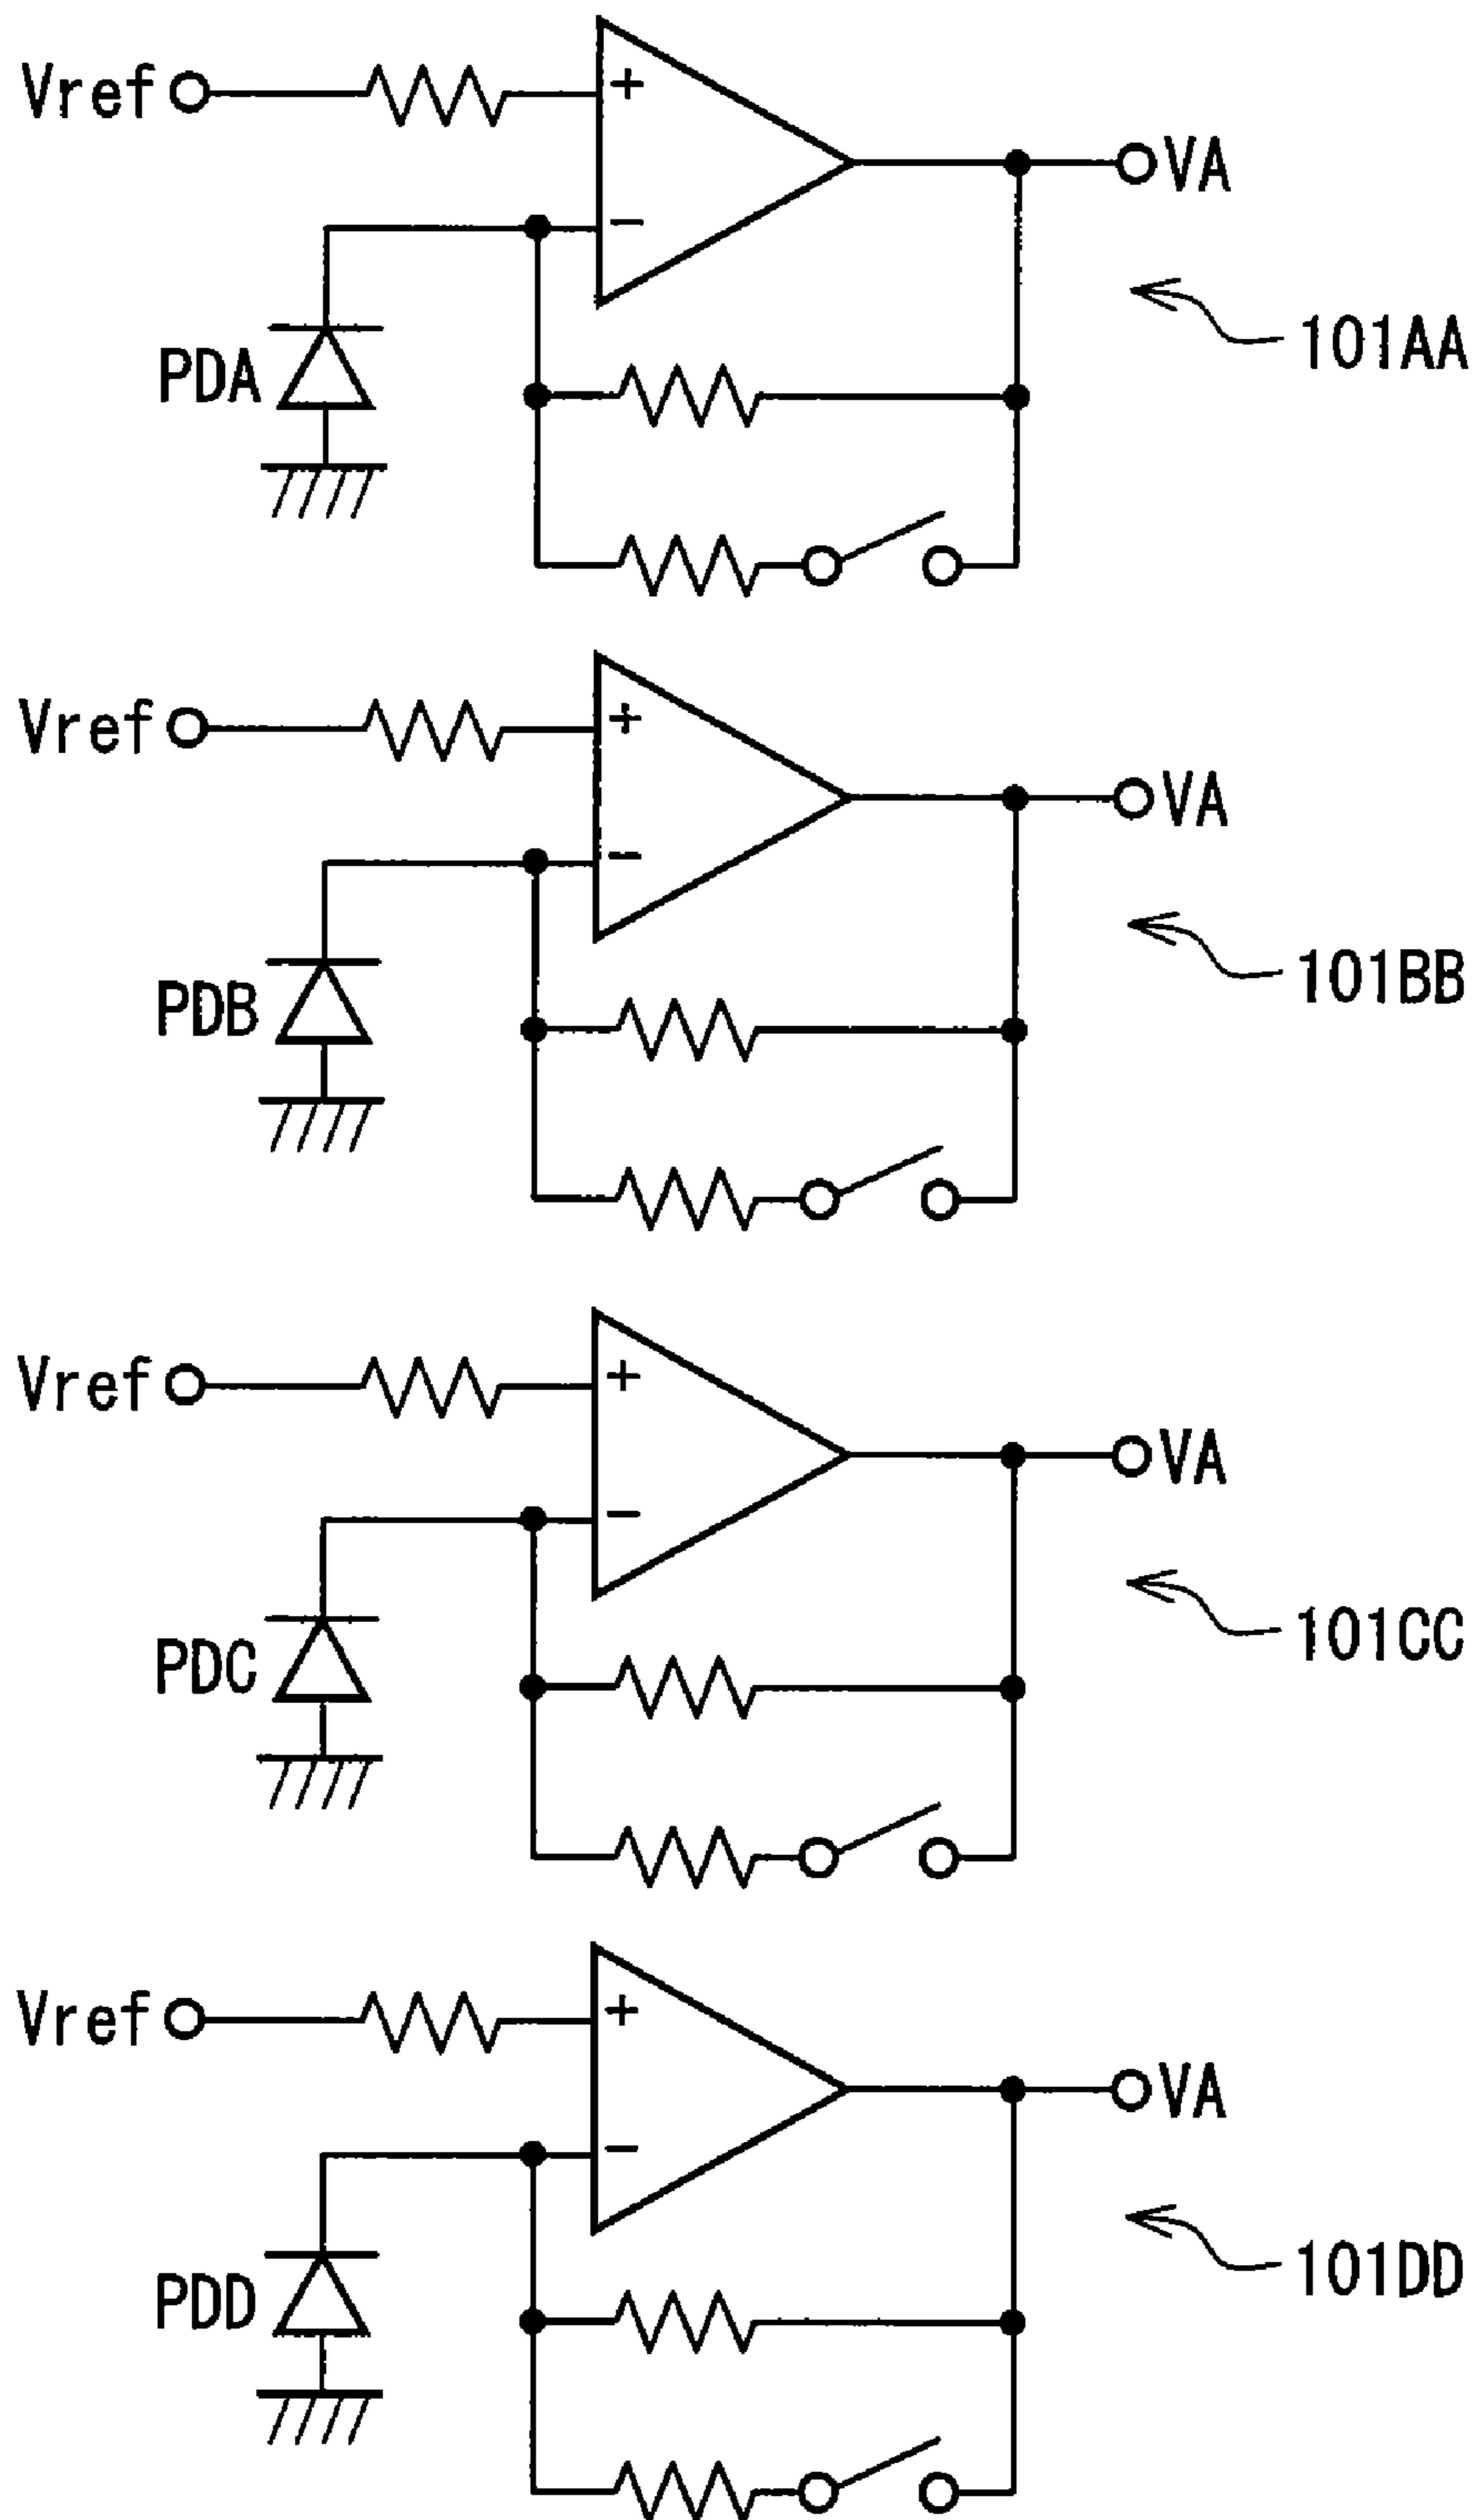 Vref
+
VA
−
PDA
101AA
Vref
+
VA
−
PDB
101BB
Vref
+
VA
−
PDC
101CC
Vref
+
VA
−
PDD
101DD